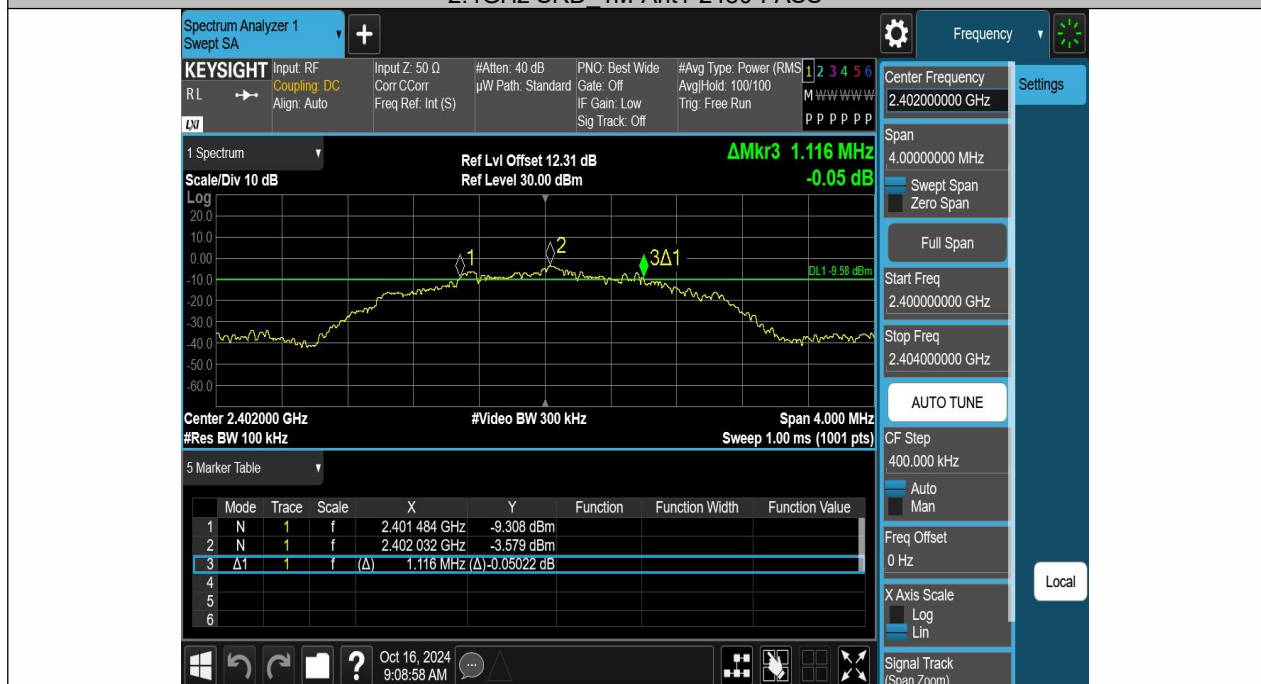 Spectrum Analyzer 1
Swept SA
+
Frequency
KEYSIGHT Input: RF Input Z: 50 Ω #Atten: 40 dB PNO: Best Wide #Avg Type: Power (RMS 1 2 3 4 5 6
RL Coupling: DC Corr CCorr µW Path: Standard Gate: Off Avg|Hold: 100/100 M W W W W W
Align: Auto Freq Ref: Int (S) IF Gain: Low Trig: Free Run
LXI Sig Track: Off P P P P P P
1 Spectrum Ref Lvl Offset 12.31 dB ΔMkr3 1.116 MHz
Scale/Div 10 dB Ref Level 30.00 dBm -0.05 dB
Log
20.0
10.0
0.00
-10.0
-20.0
-30.0
-40.0
-50.0
-60.0
1 2 3Δ1
DL1 -9.58 dBm
Center 2.402000 GHz #Video BW 300 kHz Span 4.000 MHz
#Res BW 100 kHz Sweep 1.00 ms (1001 pts)
5 Marker Table
Mode Trace Scale X Y Function Function Width Function Value
1 N 1 f 2.401 484 GHz -9.308 dBm
2 N 1 f 2.402 032 GHz -3.579 dBm
3 Δ1 1 f (Δ) 1.116 MHz (Δ) -0.05022 dB
4
5
6
?
Oct 16, 2024
9:08:58 AM
Center Frequency
2.402000000 GHz
Settings
Span
4.00000000 MHz
Swept Span
Zero Span
Full Span
Start Freq
2.400000000 GHz
Stop Freq
2.404000000 GHz
AUTO TUNE
CF Step
400.000 kHz
Auto
Man
Freq Offset
0 Hz
X Axis Scale
Log
Lin
Local
Signal Track
(Span Zoom)